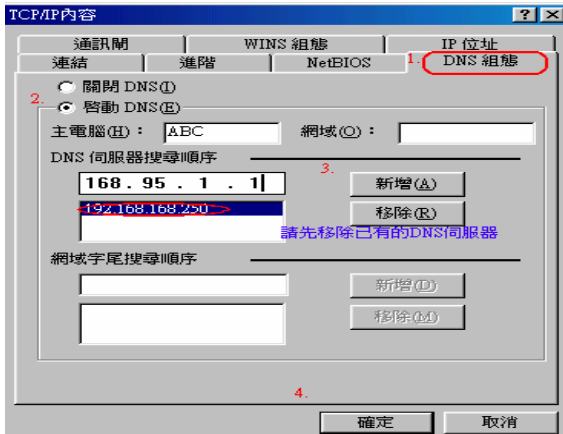 TCP/IP內容
通訊閘 WINS 組態 IP 位址
連結 進階 NetBIOS 1. DNS 組態
關閉 DNS(I)
2. 啓動 DNS(E)
主電腦(H)： ABC 網域(O)：
DNS 伺服器搜尋順序
3.
168 . 95 . 1 . 1 新增(A)
192.168.168.250 移除(R)
請先移除已有的DNS伺服器
網域字尾搜尋順序
新增(D)
移除(M)
4.
確定 取消